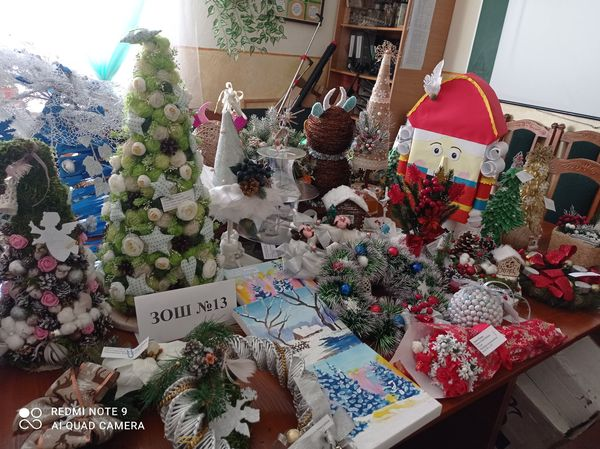 ЗОШ №13
REDMI NOTE 9
AI QUAD CAMERA